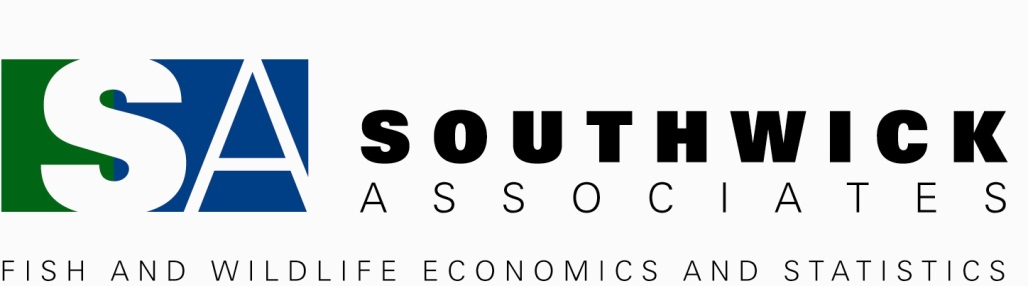 SA
SOUTHWICK
ASSOCIATES
FISH AND WILDLIFE ECONOMICS AND STATISTICS